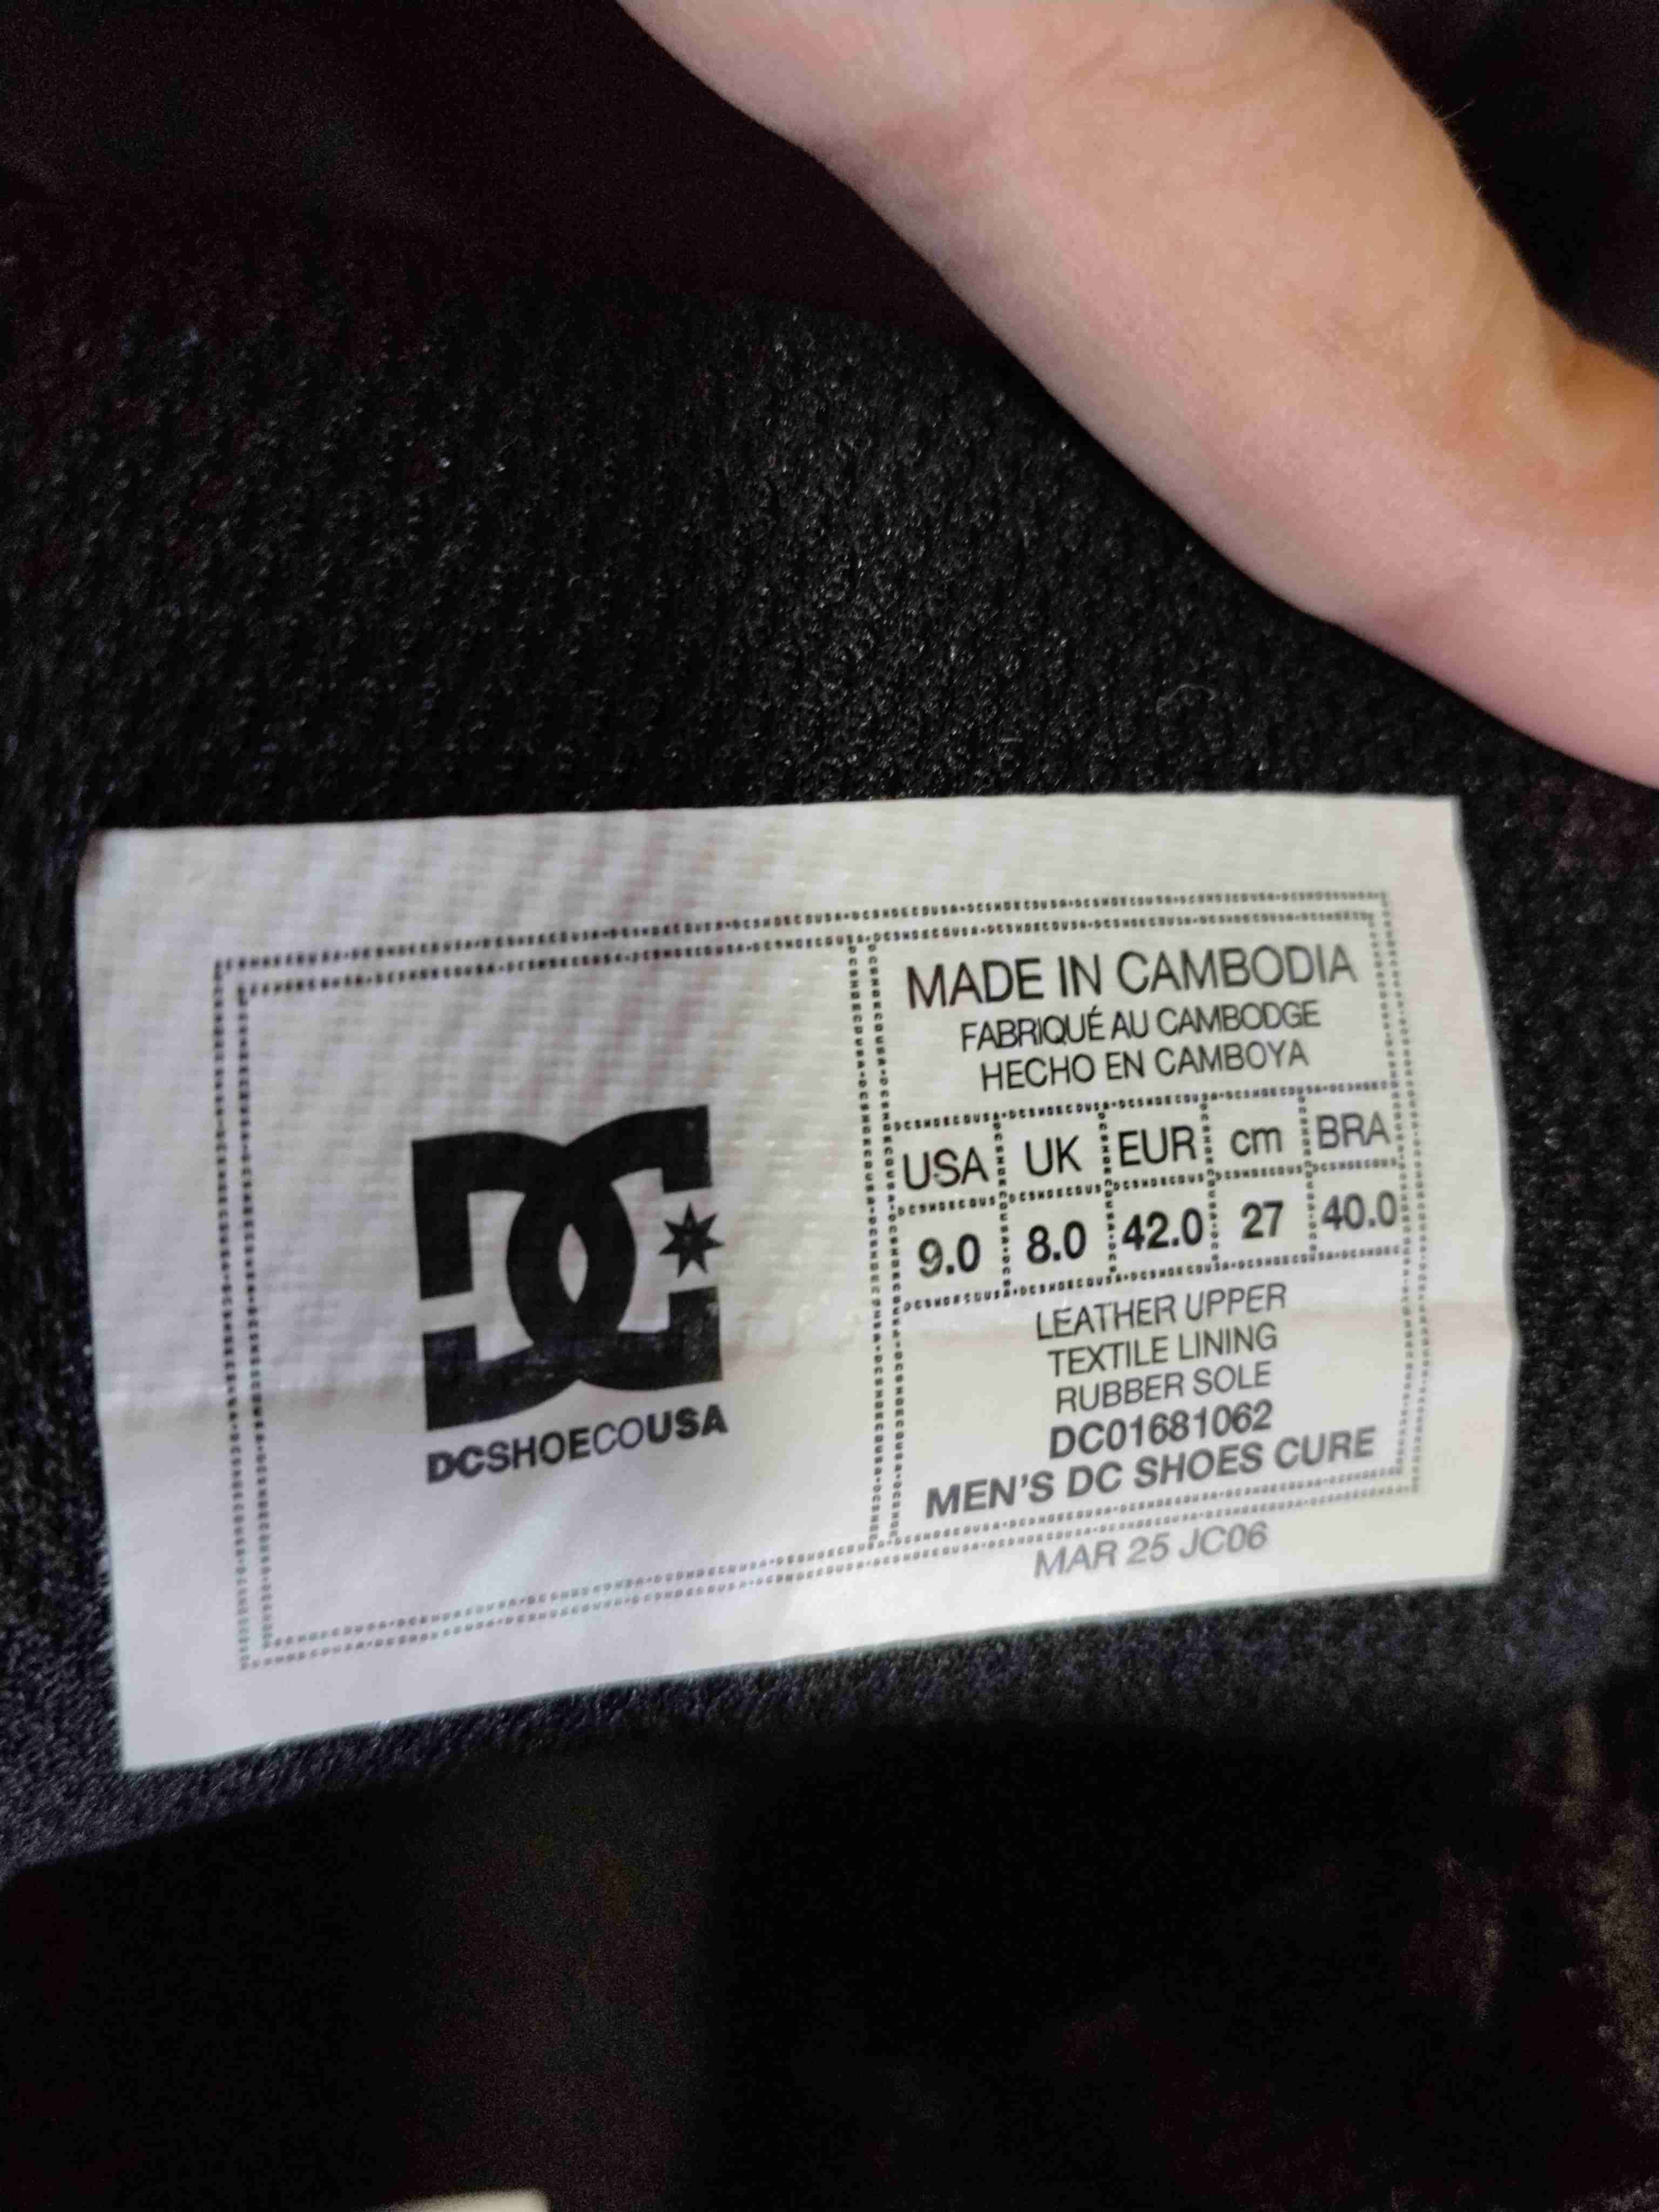 DC
DCSHOECOUSA
MADE IN CAMBODIA
FABRIQUÉ AU CAMBODGE
HECHO EN CAMBOYA
USA UK EUR cm BRA
9.0 8.0 42.0 27 40.0
LEATHER UPPER
TEXTILE LINING
RUBBER SOLE
DC01681062
MEN'S DC SHOES CURE
MAR 25 JC06